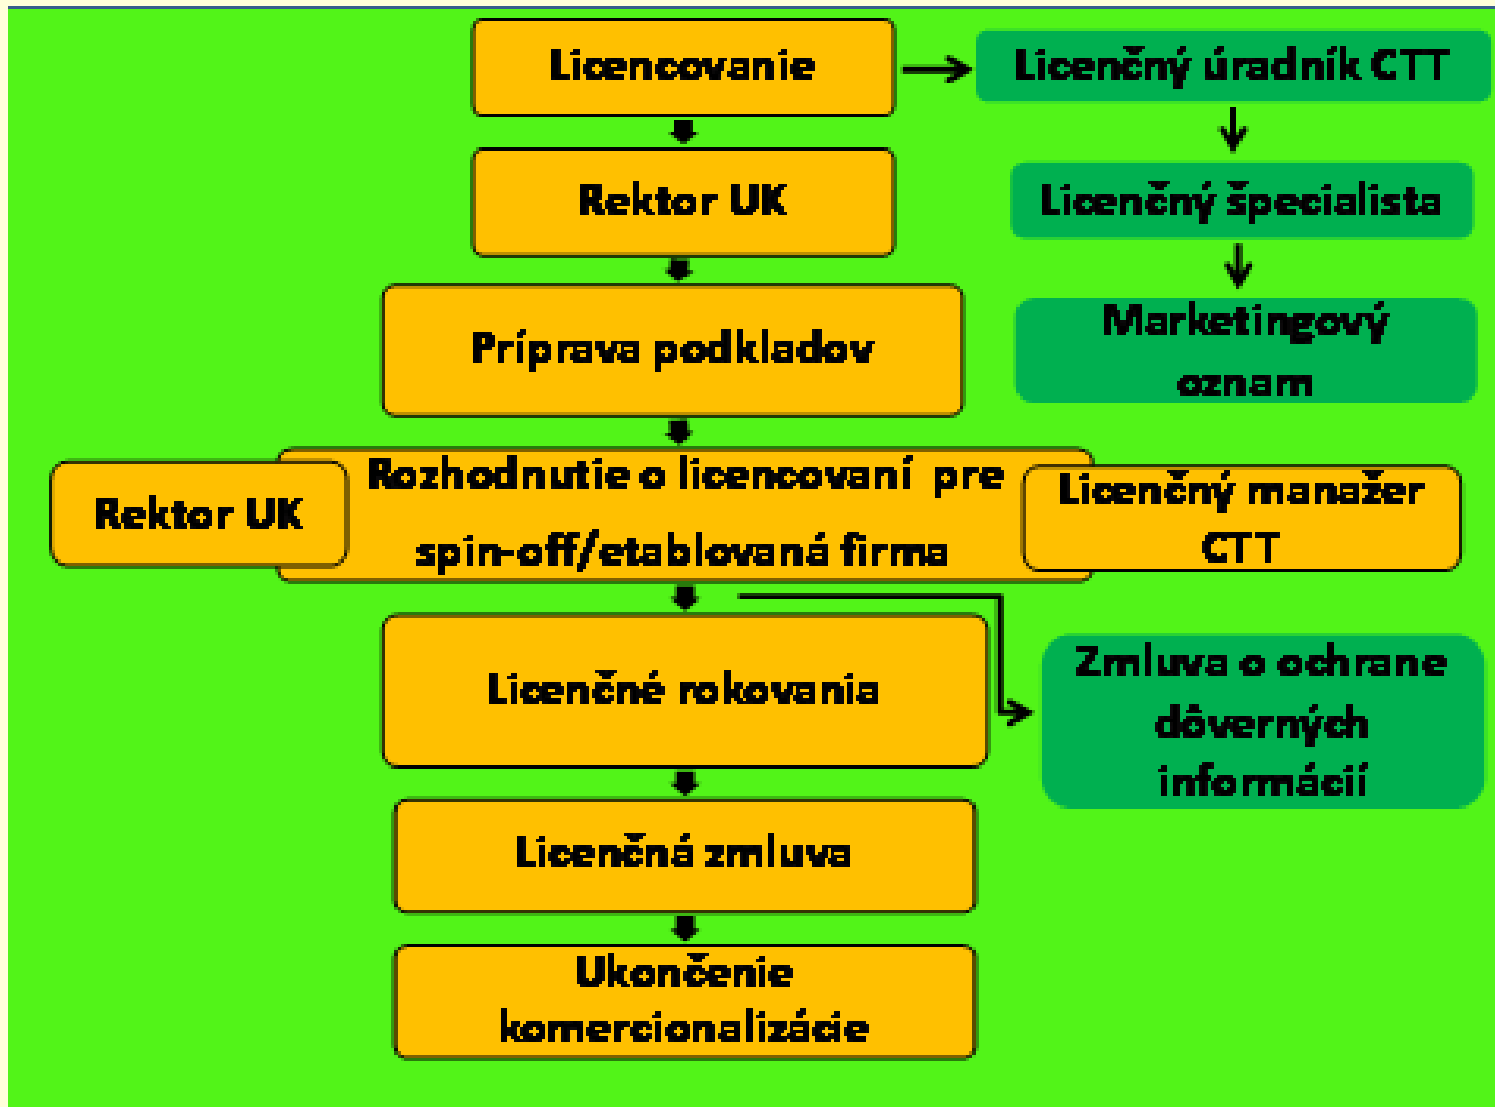 Licencovanie
Licenčný úradník CTT
Rektor UK
Licenčný špecialista
Príprava podkladov
Marketingový
oznam
Rektor UK
Rozhodnutie o licencovaní pre
spin-off/etablovaná firma
Licenčný manažer
CTT
Licenčné rokovania
Zmluva o ochrane
dôverných
informácií
Licenčná zmluva
Ukončenie
komercionalizácie